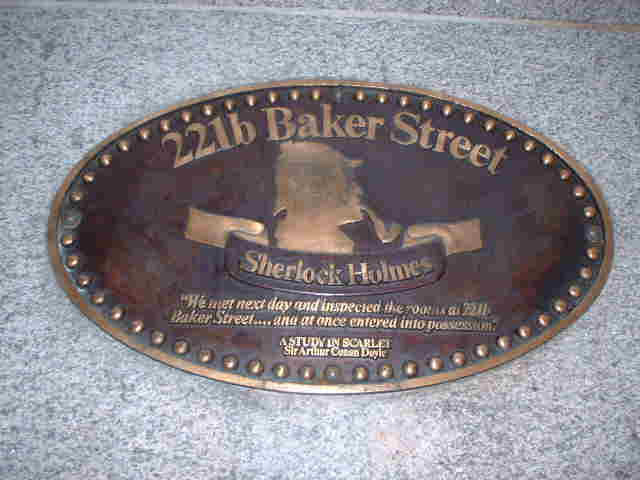 221b Baker Street
Sherlock Holmes
"We met next day and inspected the rooms at 221b
Baker Street.... and at once entered into possession."
A STUDY IN SCARLET
Sir Arthur Conan Doyle